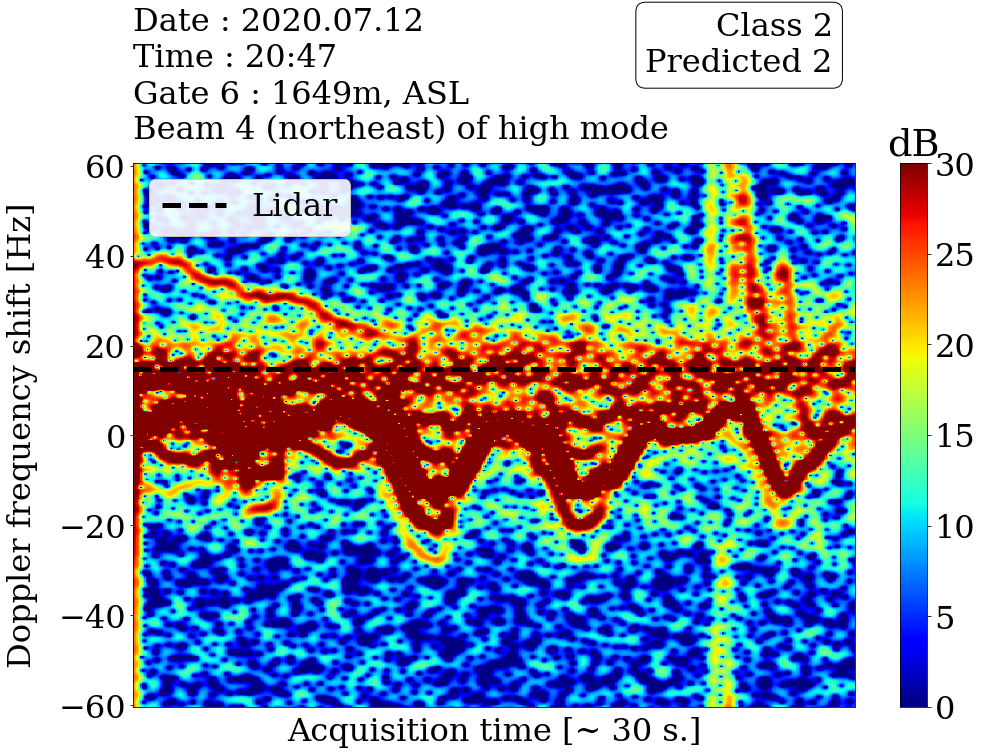 Date : 2020.07.12
Time : 20:47
Gate 6 : 1649m, ASL
Beam 4 (northeast) of high mode
Class 2
Predicted 2
dB
Lidar
Doppler frequency shift [Hz]
60
40
20
0
−20
−40
−60
Acquisition time [~ 30 s.]
30
25
20
15
10
5
0